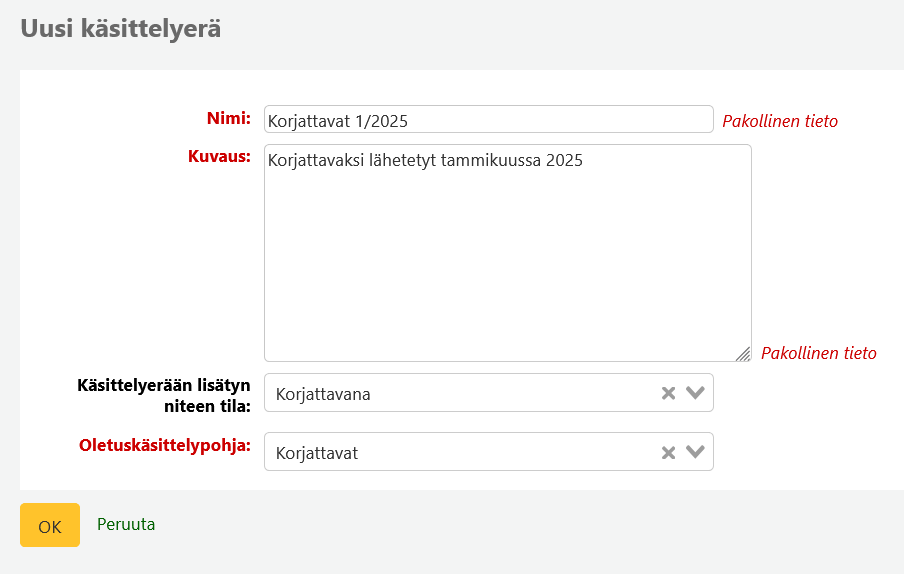 Uusi käsittelyerä
Nimi: Korjattavat 1/2025 Pakollinen tieto
Kuvaus: Korjattavaksi lähetetyt tammikuussa 2025
Pakollinen tieto
Käsittelyerään lisätyn
niteen tila: Korjattavana
Oletuskäsittelypohja: Korjattavat
OK Peruuta